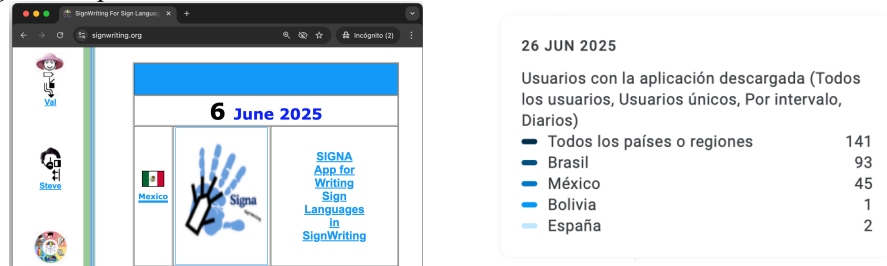 SignWriting For Sign Languag
signwriting.org
Incógnito (2)
Val
Steve
6 June 2025
Mexico
Signa
SignWriting
SIGNA
App for
Writing
Sign
Languages
in
SignWriting
26 JUN 2025
Usuarios con la aplicación descargada (Todos
los usuarios, Usuarios únicos, Por intervalo,
Diarios)
Todos los países o regiones 141
Brasil 93
México 45
Bolivia 1
España 2